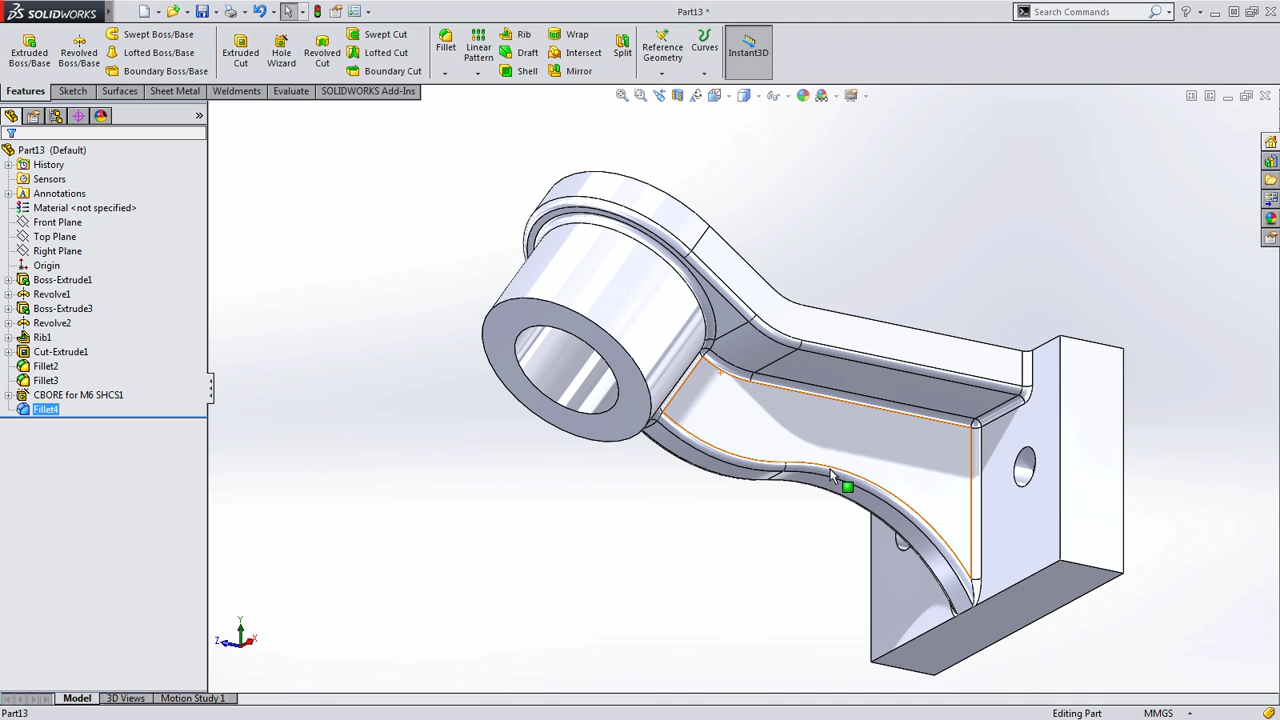 SOLIDWORKS
Part13 *
Search Commands
Extruded Boss/Base
Revolved Boss/Base
Swept Boss/Base
Lofted Boss/Base
Boundary Boss/Base
Extruded Cut
Hole Wizard
Revolved Cut
Swept Cut
Lofted Cut
Boundary Cut
Fillet
Linear Pattern
Rib
Draft
Shell
Wrap
Intersect
Mirror
Split
Reference Geometry
Curves
Instant3D
Features
Sketch
Surfaces
Sheet Metal
Weldments
Evaluate
SOLIDWORKS Add-Ins
Part13 (Default)
History
Sensors
Annotations
Material <not specified>
Front Plane
Top Plane
Right Plane
Origin
Boss-Extrude1
Revolve1
Boss-Extrude3
Revolve2
Rib1
Cut-Extrude1
Fillet2
Fillet3
CBORE for M6 SHCS1
Fillet4
Y
Z
X
Model
3D Views
Motion Study 1
Part13
Editing Part
MMGS